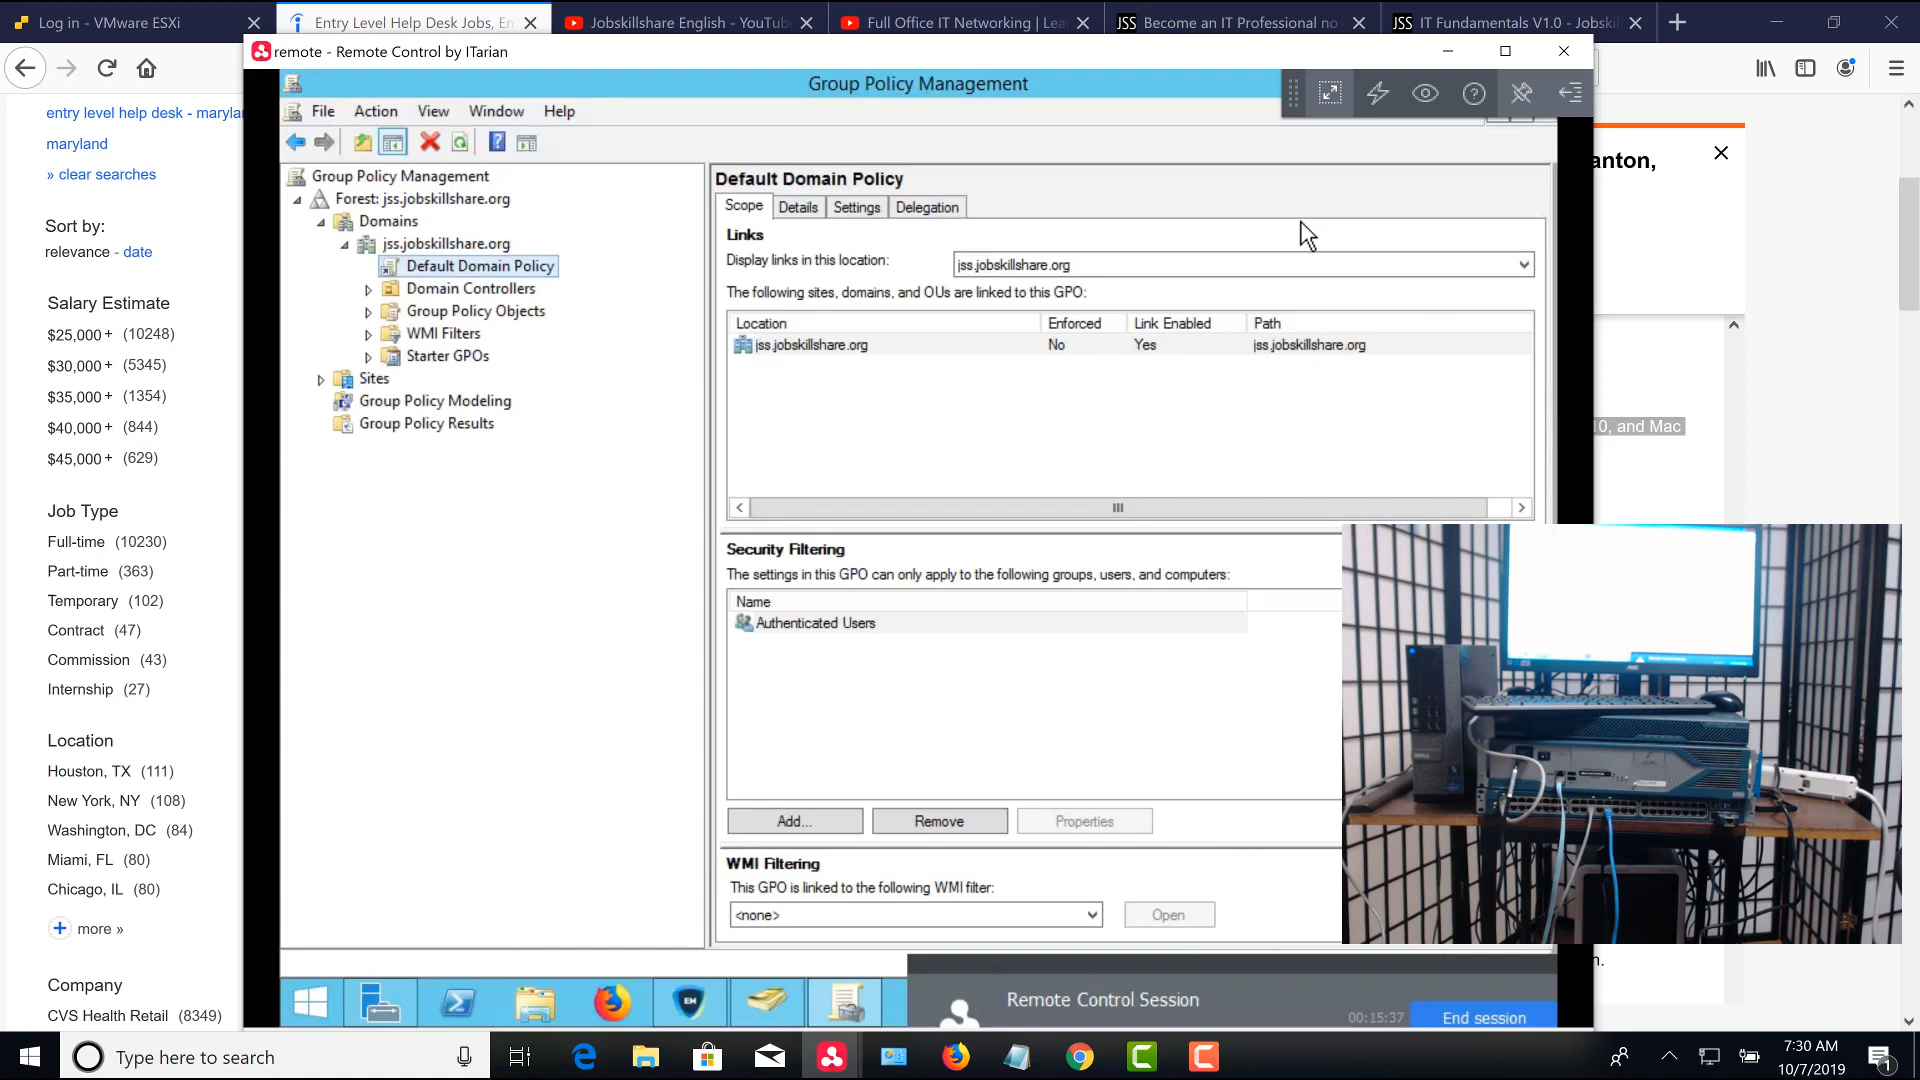 Log in - VMware ESXi
Entry Level Help Desk Jobs, Em
Jobskillshare English - YouTub
Full Office IT Networking | Lea
JSS Become an IT Professional no
JSS IT Fundamentals V1.0 - Jobskil
remote - Remote Control by ITarian
Group Policy Management
File Action View Window Help
entry level help desk - marylan
maryland
» clear searches
Sort by:
relevance - date
Salary Estimate
$25,000+ (10248)
$30,000+ (5345)
$35,000+ (1354)
$40,000+ (844)
$45,000+ (629)
Job Type
Full-time (10230)
Part-time (363)
Temporary (102)
Contract (47)
Commission (43)
Internship (27)
Location
Houston, TX (111)
New York, NY (108)
Washington, DC (84)
Miami, FL (80)
Chicago, IL (80)
more »
Company
CVS Health Retail (8349)
Group Policy Management
Forest: jss.jobskillshare.org
Domains
jss.jobskillshare.org
Default Domain Policy
Domain Controllers
Group Policy Objects
WMI Filters
Starter GPOs
Sites
Group Policy Modeling
Group Policy Results
Default Domain Policy
Scope Details Settings Delegation
Links
Display links in this location: jss.jobskillshare.org
The following sites, domains, and OUs are linked to this GPO:
Location Enforced Link Enabled Path
jss.jobskillshare.org No Yes jss.jobskillshare.org
Security Filtering
The settings in this GPO can only apply to the following groups, users, and computers:
Name
Authenticated Users
Add... Remove Properties
WMI Filtering
This GPO is linked to the following WMI filter:
<none> Open
EM
Remote Control Session
00:15:37 End session
anton,
10, and Mac
DELL
n.
Type here to search
7:30 AM
10/7/2019
1